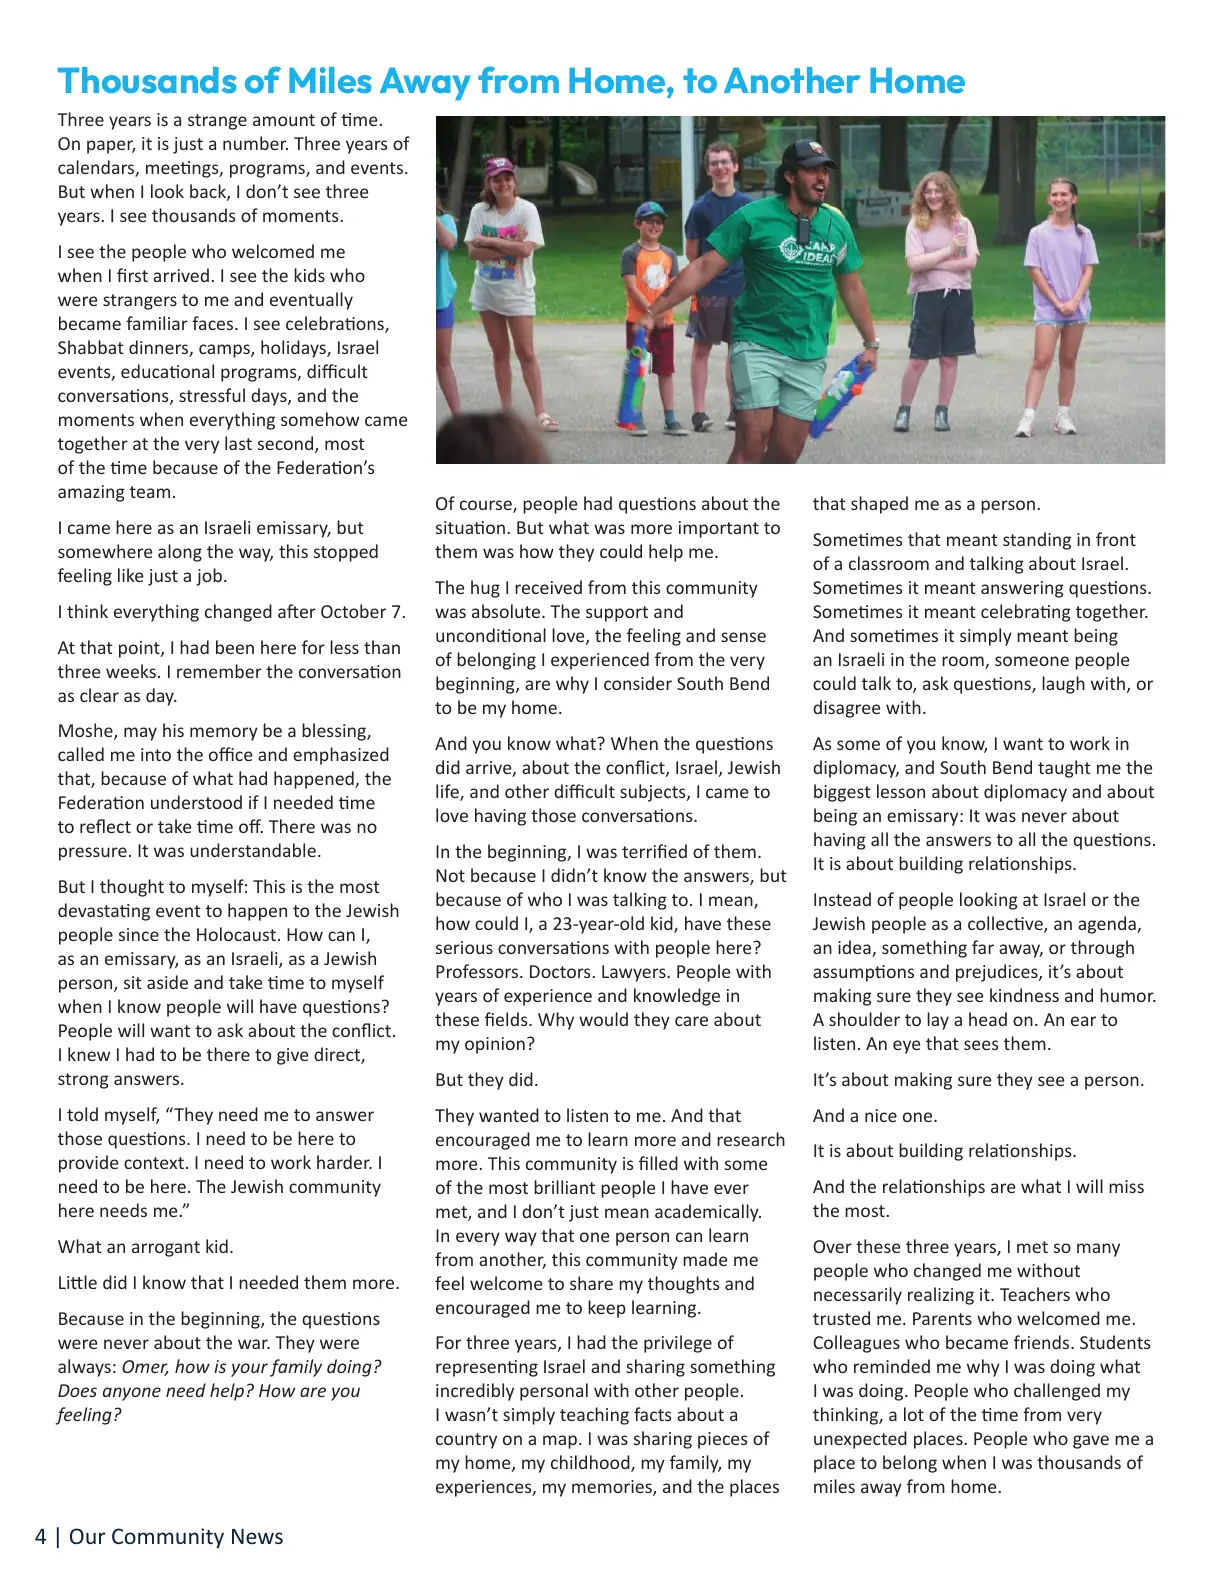 Thousands of Miles Away from Home, to Another Home
Three years is a strange amount of time.
On paper, it is just a number. Three years of
calendars, meetings, programs, and events.
But when I look back, I don’t see three
years. I see thousands of moments.
I see the people who welcomed me
when I first arrived. I see the kids who
were strangers to me and eventually
became familiar faces. I see celebrations,
Shabbat dinners, camps, holidays, Israel
events, educational programs, difficult
conversations, stressful days, and the
moments when everything somehow came
together at the very last second, most
of the time because of the Federation’s
amazing team.
I came here as an Israeli emissary, but
somewhere along the way, this stopped
feeling like just a job.
I think everything changed after October 7.
At that point, I had been here for less than
three weeks. I remember the conversation
as clear as day.
Moshe, may his memory be a blessing,
called me into the office and emphasized
that, because of what had happened, the
Federation understood if I needed time
to reflect or take time off. There was no
pressure. It was understandable.
But I thought to myself: This is the most
devastating event to happen to the Jewish
people since the Holocaust. How can I,
as an emissary, as an Israeli, as a Jewish
person, sit aside and take time to myself
when I know people will have questions?
People will want to ask about the conflict.
I knew I had to be there to give direct,
strong answers.
I told myself, “They need me to answer
those questions. I need to be here to
provide context. I need to work harder. I
need to be here. The Jewish community
here needs me.”
What an arrogant kid.
Little did I know that I needed them more.
Because in the beginning, the questions
were never about the war. They were
always: Omer, how is your family doing?
Does anyone need help? How are you
feeling?
CAMP
IDEAL
Of course, people had questions about the
situation. But what was more important to
them was how they could help me.
The hug I received from this community
was absolute. The support and
unconditional love, the feeling and sense
of belonging I experienced from the very
beginning, are why I consider South Bend
to be my home.
And you know what? When the questions
did arrive, about the conflict, Israel, Jewish
life, and other difficult subjects, I came to
love having those conversations.
In the beginning, I was terrified of them.
Not because I didn’t know the answers, but
because of who I was talking to. I mean,
how could I, a 23-year-old kid, have these
serious conversations with people here?
Professors. Doctors. Lawyers. People with
years of experience and knowledge in
these fields. Why would they care about
my opinion?
But they did.
They wanted to listen to me. And that
encouraged me to learn more and research
more. This community is filled with some
of the most brilliant people I have ever
met, and I don’t just mean academically.
In every way that one person can learn
from another, this community made me
feel welcome to share my thoughts and
encouraged me to keep learning.
For three years, I had the privilege of
representing Israel and sharing something
incredibly personal with other people.
I wasn’t simply teaching facts about a
country on a map. I was sharing pieces of
my home, my childhood, my family, my
experiences, my memories, and the places
that shaped me as a person.
Sometimes that meant standing in front
of a classroom and talking about Israel.
Sometimes it meant answering questions.
Sometimes it meant celebrating together.
And sometimes it simply meant being
an Israeli in the room, someone people
could talk to, ask questions, laugh with, or
disagree with.
As some of you know, I want to work in
diplomacy, and South Bend taught me the
biggest lesson about diplomacy and about
being an emissary: It was never about
having all the answers to all the questions.
It is about building relationships.
Instead of people looking at Israel or the
Jewish people as a collective, an agenda,
an idea, something far away, or through
assumptions and prejudices, it’s about
making sure they see kindness and humor.
A shoulder to lay a head on. An ear to
listen. An eye that sees them.
It’s about making sure they see a person.
And a nice one.
It is about building relationships.
And the relationships are what I will miss
the most.
Over these three years, I met so many
people who changed me without
necessarily realizing it. Teachers who
trusted me. Parents who welcomed me.
Colleagues who became friends. Students
who reminded me why I was doing what
I was doing. People who challenged my
thinking, a lot of the time from very
unexpected places. People who gave me a
place to belong when I was thousands of
miles away from home.
4 | Our Community News